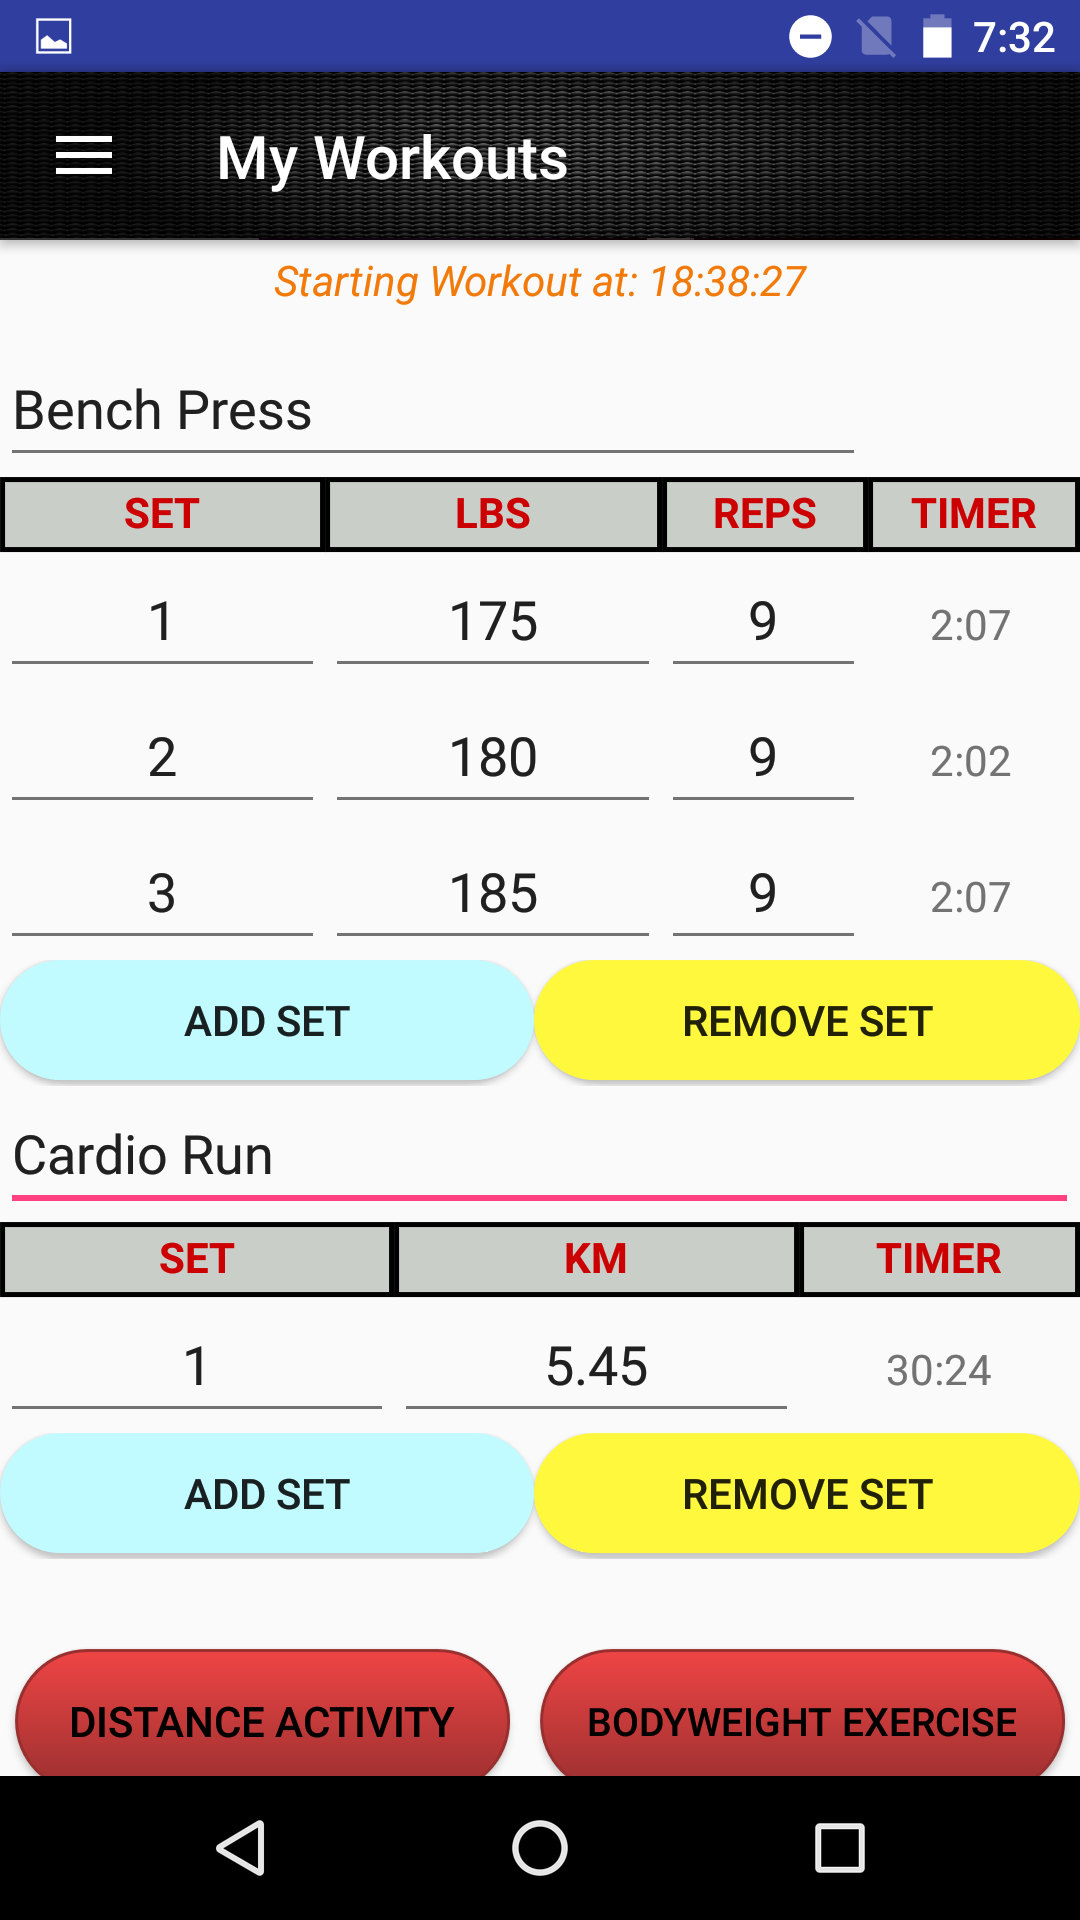 7:32
My Workouts
Starting Workout at: 18:38:27
Bench Press
SET LBS REPS TIMER
1 175 9 2:07
2 180 9 2:02
3 185 9 2:07
ADD SET REMOVE SET
Cardio Run
SET KM TIMER
1 5.45 30:24
ADD SET REMOVE SET
DISTANCE ACTIVITY BODYWEIGHT EXERCISE